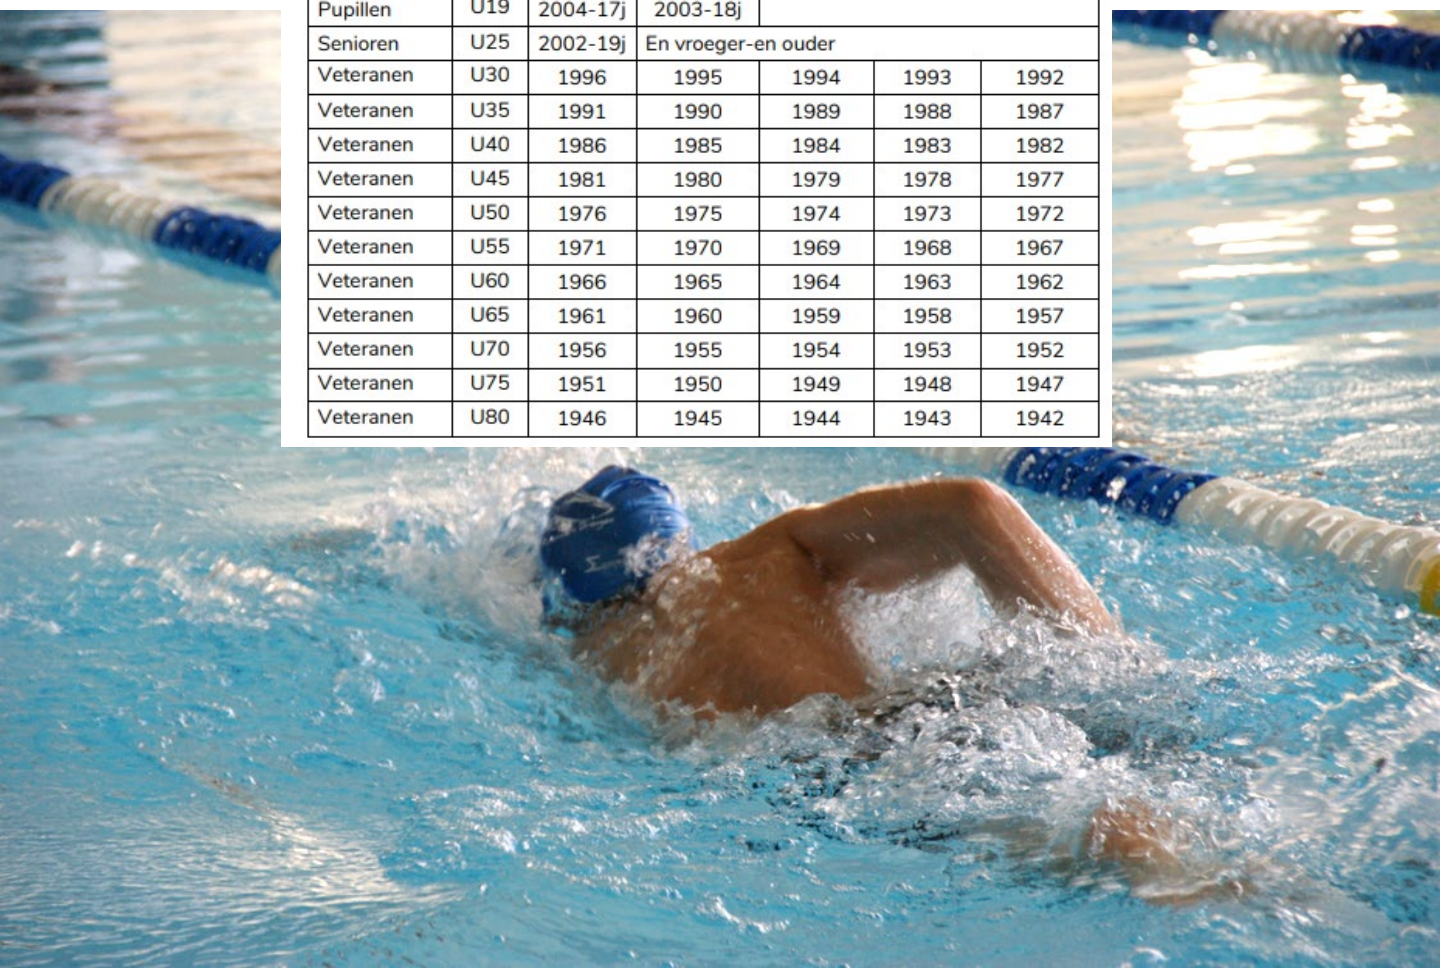 Pupillen U19 2004-17j 2003-18j
Senioren U25 2002-19j En vroeger-en ouder
Veteranen U30 1996 1995 1994 1993 1992
Veteranen U35 1991 1990 1989 1988 1987
Veteranen U40 1986 1985 1984 1983 1982
Veteranen U45 1981 1980 1979 1978 1977
Veteranen U50 1976 1975 1974 1973 1972
Veteranen U55 1971 1970 1969 1968 1967
Veteranen U60 1966 1965 1964 1963 1962
Veteranen U65 1961 1960 1959 1958 1957
Veteranen U70 1956 1955 1954 1953 1952
Veteranen U75 1951 1950 1949 1948 1947
Veteranen U80 1946 1945 1944 1943 1942